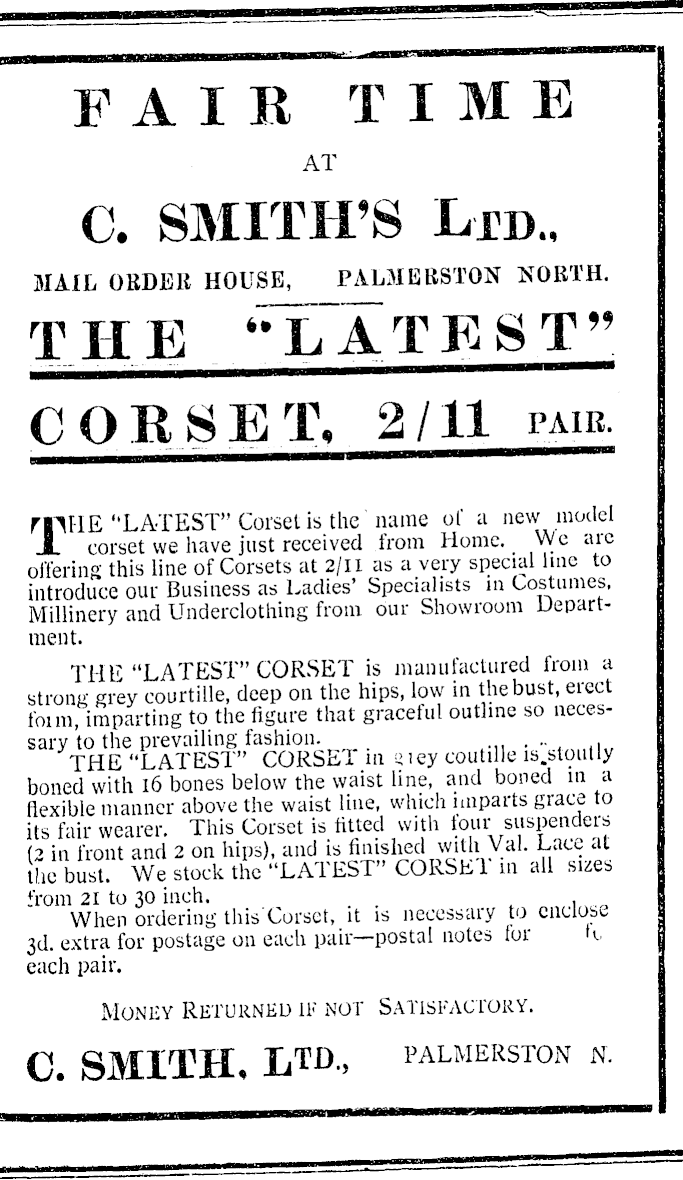 FAIR TIME
AT
C. SMITH'S LTD.,
MAIL ORDER HOUSE, PALMERSTON NORTH.
THE "LATEST"
CORSET, 2/11 PAIR.
THE "LATEST" Corset is the name of a new model
corset we have just received from Home. We are
offering this line of Corsets at 2/11 as a very special line to
introduce our Business as Ladies' Specialists in Costumes,
Millinery and Underclothing from our Showroom Depart-
ment.
THE "LATEST" CORSET is manufactured from a
strong grey courtille, deep on the hips, low in the bust, erect
form, imparting to the figure that graceful outline so neces-
sary to the prevailing fashion.
THE "LATEST" CORSET in grey coutille is stoutly
boned with 16 bones below the waist line, and boned in a
flexible manner above the waist line, which imparts grace to
its fair wearer. This Corset is fitted with four suspenders
(2 in front and 2 on hips), and is finished with Val. Lace at
the bust. We stock the "LATEST" CORSET in all sizes
from 21 to 30 inch.
When ordering this Corset, it is necessary to enclose
3d. extra for postage on each pair—postal notes for
each pair.
MONEY RETURNED IF NOT SATISFACTORY.
C. SMITH, LTD., PALMERSTON N.